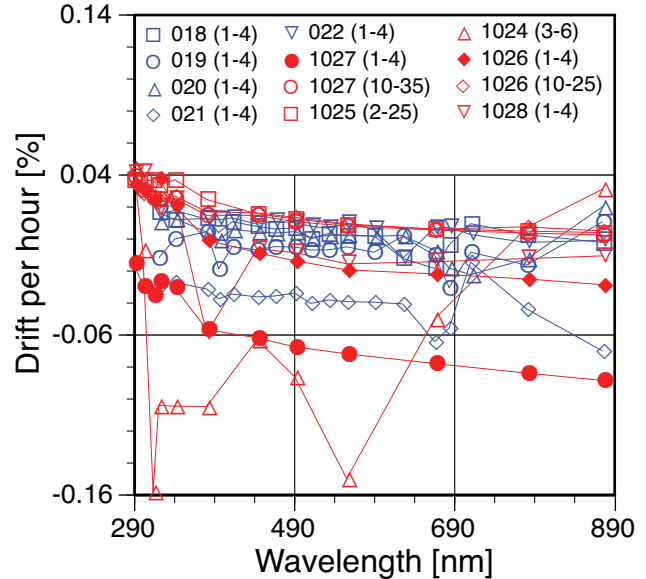 0.14
018 (1-4) 022 (1-4) 1024 (3-6)
019 (1-4) 1027 (1-4) 1026 (1-4)
020 (1-4) 1027 (10-35) 1026 (10-25)
021 (1-4) 1025 (2-25) 1028 (1-4)
0.04
Drift per hour [%]
-0.06
-0.16
290 490 690 890
Wavelength [nm]